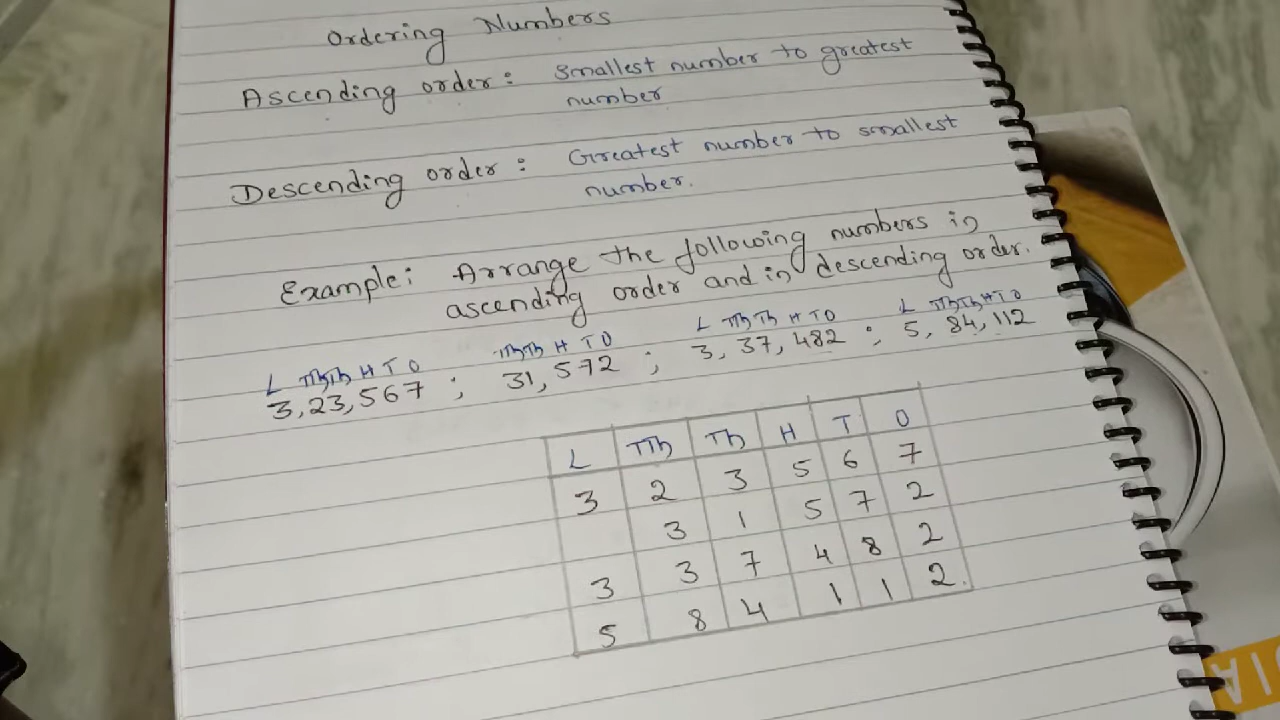 Ordering Numbers
Ascending order: Smallest number to greatest
number
Descending order: Greatest number to smallest
number.
Example: Arrange the following numbers in
ascending order and in descending order.
L TTh Th H T O   TTh Th H T O   L TTh Th H T O   L TTh Th H T O
3,23,567 ; 31,572 ; 3,37,482 ; 5,84,112
L TTh Th H T O
3 2 3 5 6 7
3 1 5 7 2
3 3 7 4 8 2
5 8 4 1 1 2.